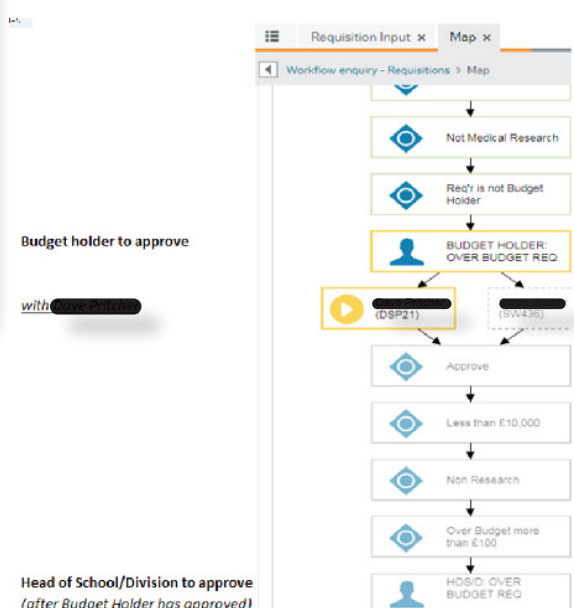 Requisition Input ×
Map ×
Workflow enquiry - Requisitions > Map
Not Medical Research
Req'r is not Budget
Holder
Budget holder to approve
BUDGET HOLDER:
OVER BUDGET REQ
with
(DSP21)
(SW436)
Approve
Less than £10,000
Non Research
Over Budget more
than £100
Head of School/Division to approve
(after Budget Holder has approved)
HOS/D: OVER
BUDGET REQ